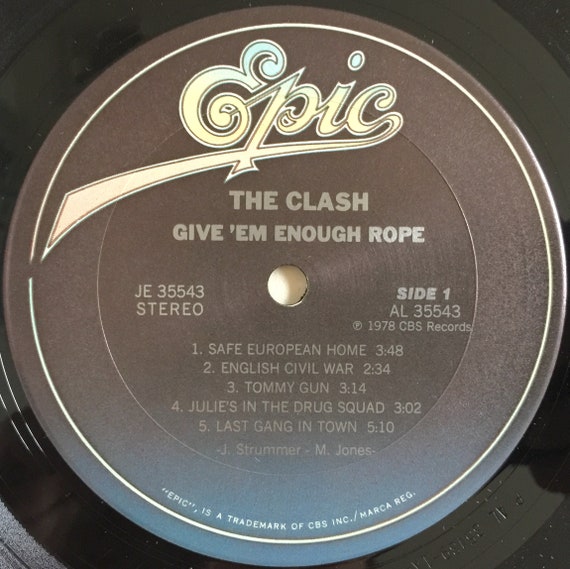 Epic
THE CLASH
GIVE 'EM ENOUGH ROPE
JE 35543
STEREO
SIDE 1
AL 35543
℗ 1978 CBS Records
1. SAFE EUROPEAN HOME 3:48
2. ENGLISH CIVIL WAR 2:34
3. TOMMY GUN 3:14
4. JULIE'S IN THE DRUG SQUAD 3:02
5. LAST GANG IN TOWN 5:10
-J. Strummer - M. Jones-
"EPIC", IS A TRADEMARK OF CBS INC./MARCA REG.